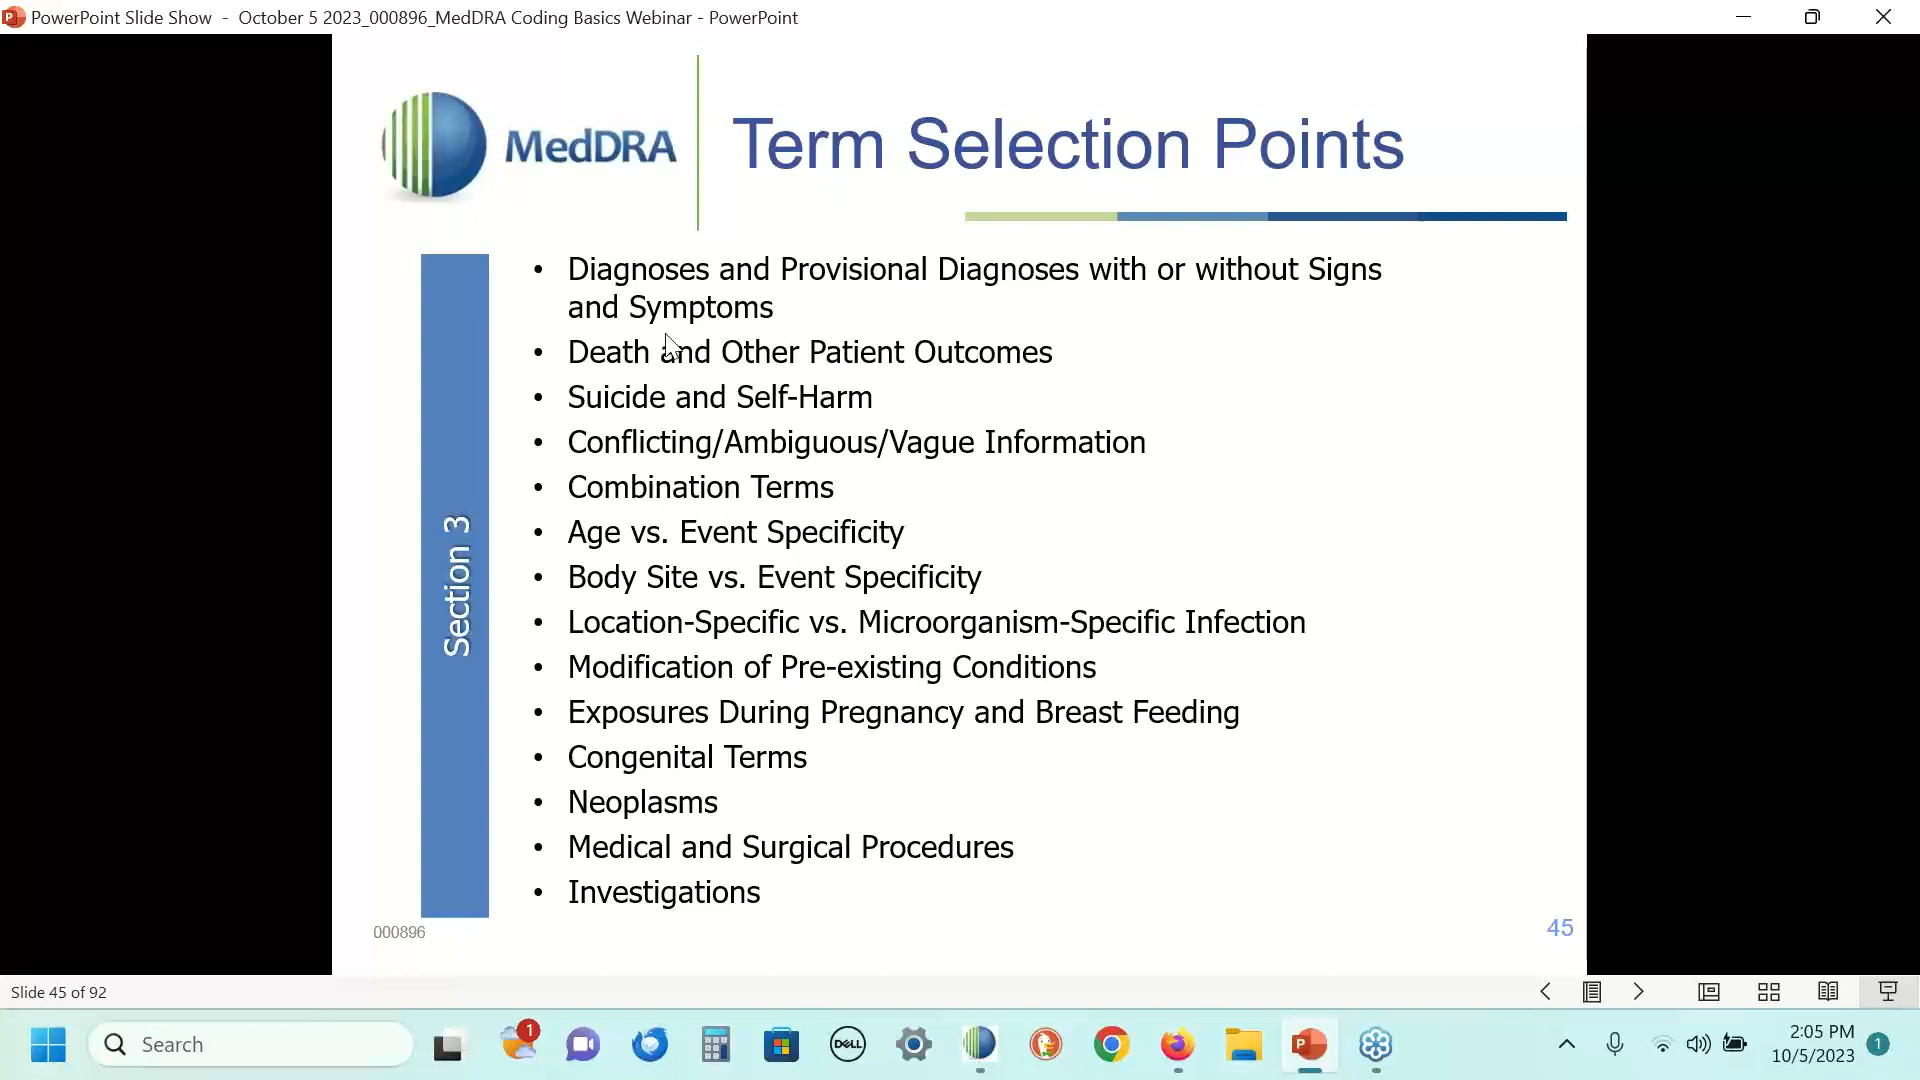 PowerPoint Slide Show - October 5 2023_000896_MedDRA Coding Basics Webinar - PowerPoint
MedDRA
Term Selection Points
Section 3
• Diagnoses and Provisional Diagnoses with or without Signs
and Symptoms
• Death and Other Patient Outcomes
• Suicide and Self-Harm
• Conflicting/Ambiguous/Vague Information
• Combination Terms
• Age vs. Event Specificity
• Body Site vs. Event Specificity
• Location-Specific vs. Microorganism-Specific Infection
• Modification of Pre-existing Conditions
• Exposures During Pregnancy and Breast Feeding
• Congenital Terms
• Neoplasms
• Medical and Surgical Procedures
• Investigations
000896
45
Slide 45 of 92
Search
1
DELL
2:05 PM
10/5/2023
1